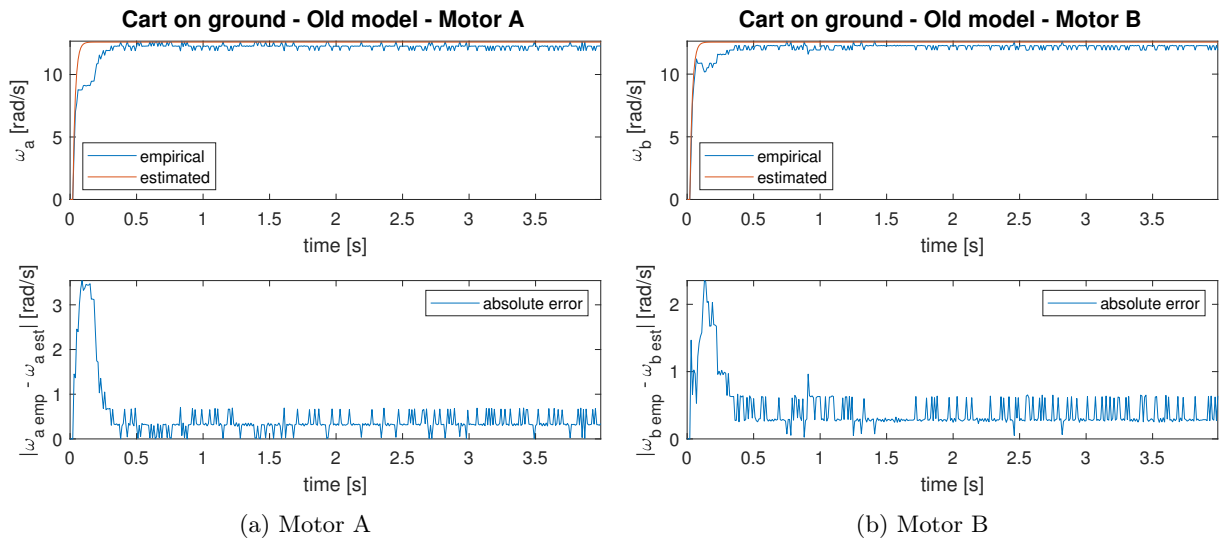 Cart on ground - Old model - Motor A
ω_a [rad/s]
10
5
0
empirical
estimated
0 0.5 1 1.5 2 2.5 3 3.5
time [s]
|ω_a emp - ω_a est| [rad/s]
3
2
1
0
absolute error
0 0.5 1 1.5 2 2.5 3 3.5
time [s]
(a) Motor A
Cart on ground - Old model - Motor B
ω_b [rad/s]
10
5
0
empirical
estimated
0 0.5 1 1.5 2 2.5 3 3.5
time [s]
|ω_b emp - ω_b est| [rad/s]
2
1
0
absolute error
0 0.5 1 1.5 2 2.5 3 3.5
time [s]
(b) Motor B